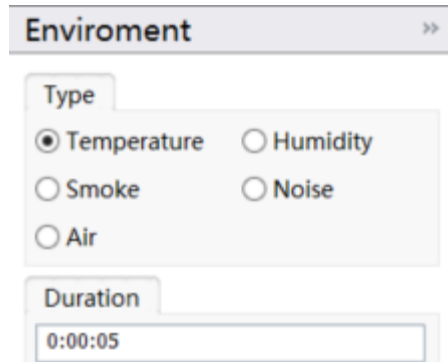 Enviroment »
Type
Temperature Humidity
Smoke Noise
Air
Duration
0:00:05